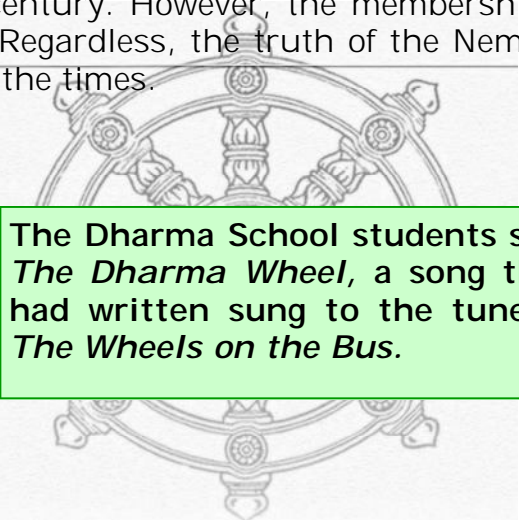 However, the membersh
Regardless, the truth of the Nem
the times.
The Dharma School students s
The Dharma Wheel, a song t
had written sung to the tune
The Wheels on the Bus.